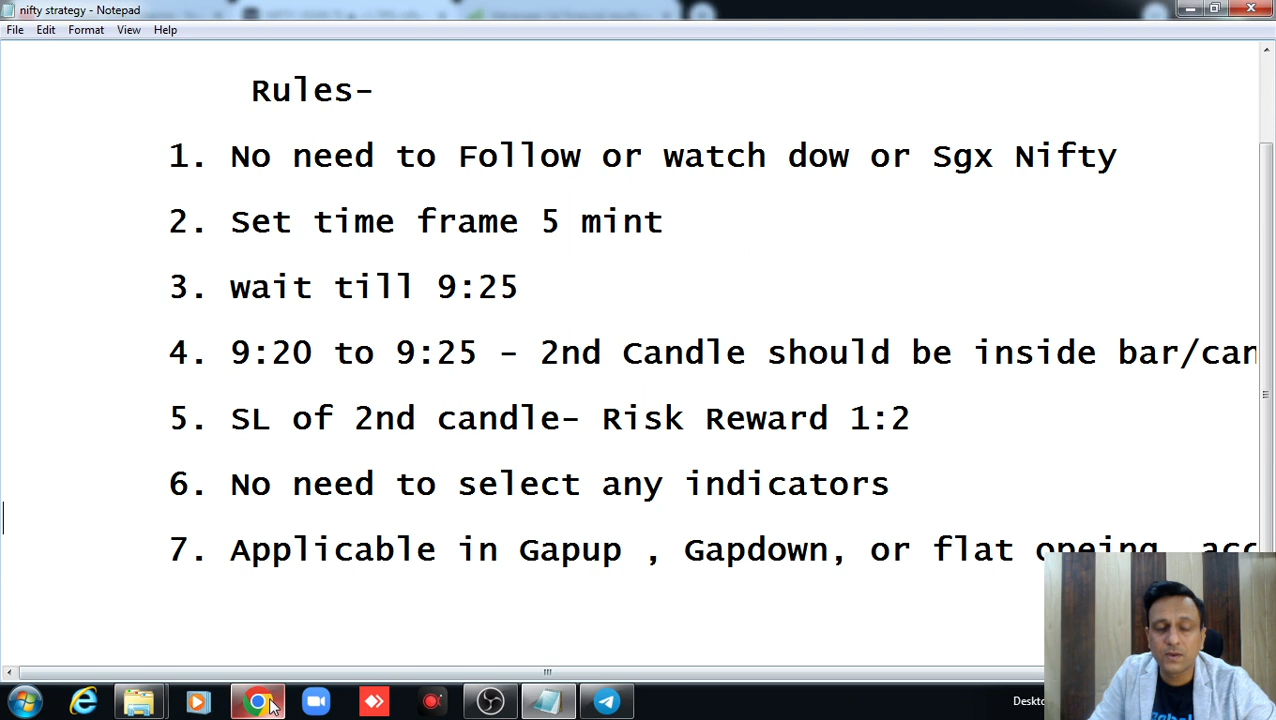 nifty strategy - Notepad
File Edit Format View Help
Rules-
1. No need to Follow or watch dow or Sgx Nifty
2. Set time frame 5 mint
3. wait till 9:25
4. 9:20 to 9:25 - 2nd Candle should be inside bar/can
5. SL of 2nd candle- Risk Reward 1:2
6. No need to select any indicators
7. Applicable in Gapup , Gapdown, or flat opeing, acc
Deskto